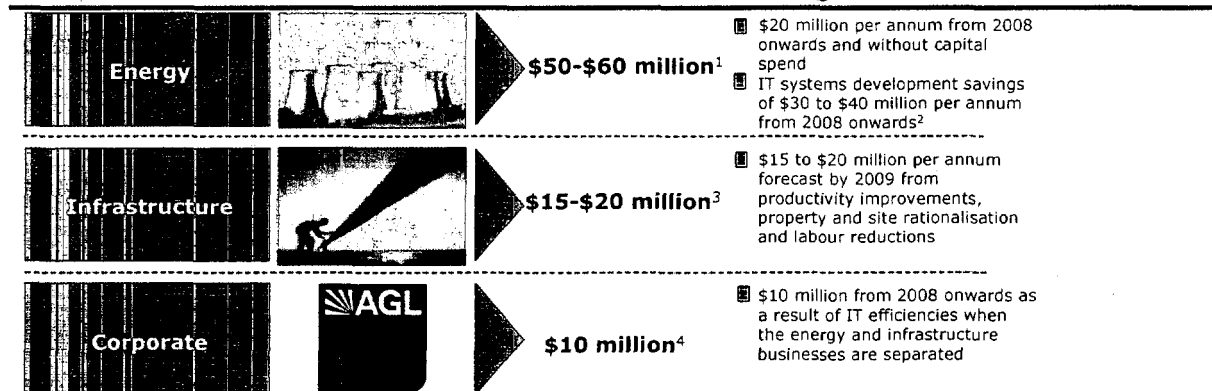 Energy
$50-$60 million1
$20 million per annum from 2008
onwards and without capital
spend
IT systems development savings
of $30 to $40 million per annum
from 2008 onwards2
Infrastructure
$15-$20 million3
$15 to $20 million per annum
forecast by 2009 from
productivity improvements,
property and site rationalisation
and labour reductions
Corporate
AGL
$10 million4
$10 million from 2008 onwards as
a result of IT efficiencies when
the energy and infrastructure
businesses are separated